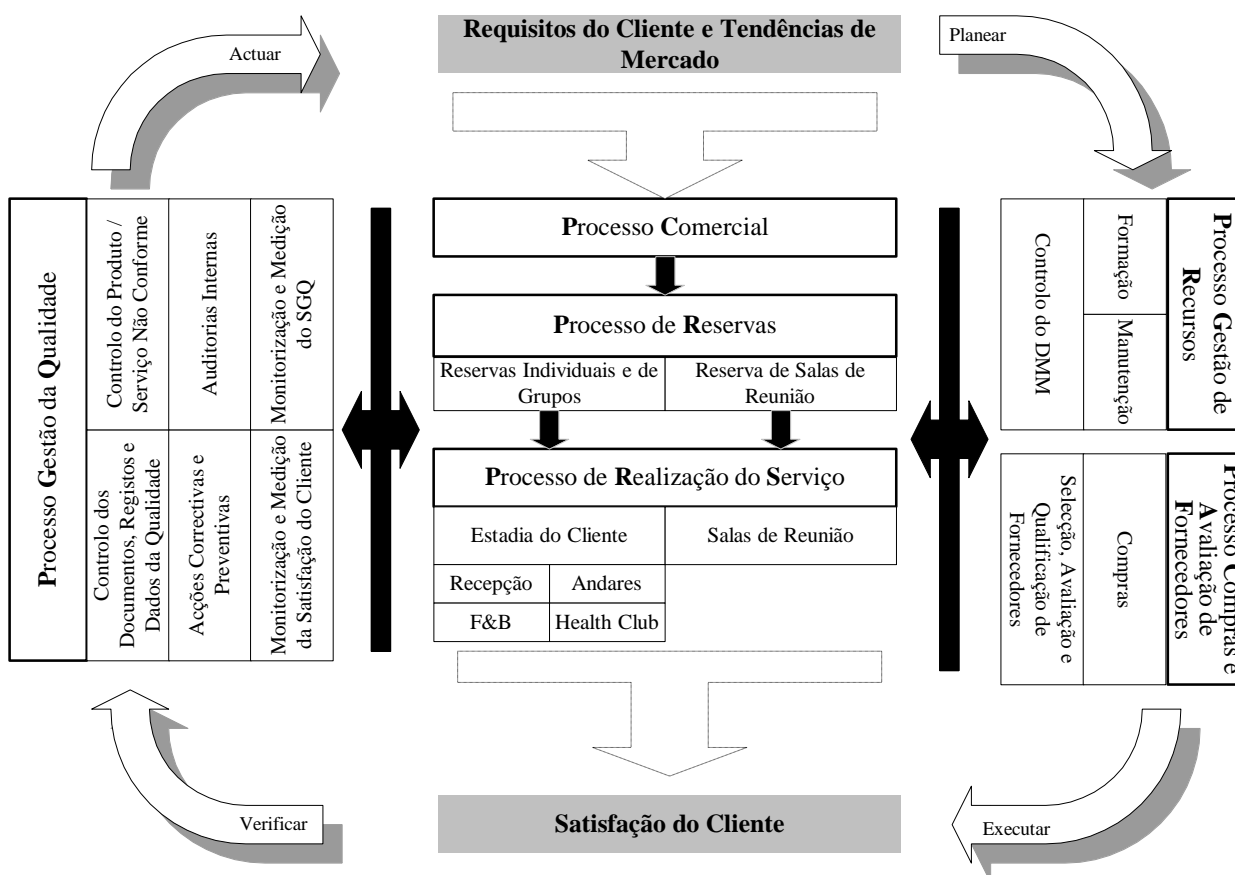 Actuar
Requisitos do Cliente e Tendências de
Mercado
Planear
Processo Gestão da Qualidade
Controlo do Produto /
Serviço Não Conforme
Auditorias Internas
Monitorização e Medição
do SGQ
Controlo dos
Documentos, Registos e
Dados da Qualidade
Acções Correctivas e
Preventivas
Monitorização e Medição
da Satisfação do Cliente
Processo Comercial
Processo de Reservas
Reservas Individuais e de
Grupos
Reserva de Salas de
Reunião
Processo de Realização do Serviço
Estadia do Cliente
Salas de Reunião
Recepção
Andares
F&B
Health Club
Processo Gestão de
Recursos
Formação
Manutenção
Controlo do DMM
Processo Compras e
Avaliação de
Fornecedores
Compras
Selecção, Avaliação e
Qualificação de
Fornecedores
Verificar
Satisfação do Cliente
Executar